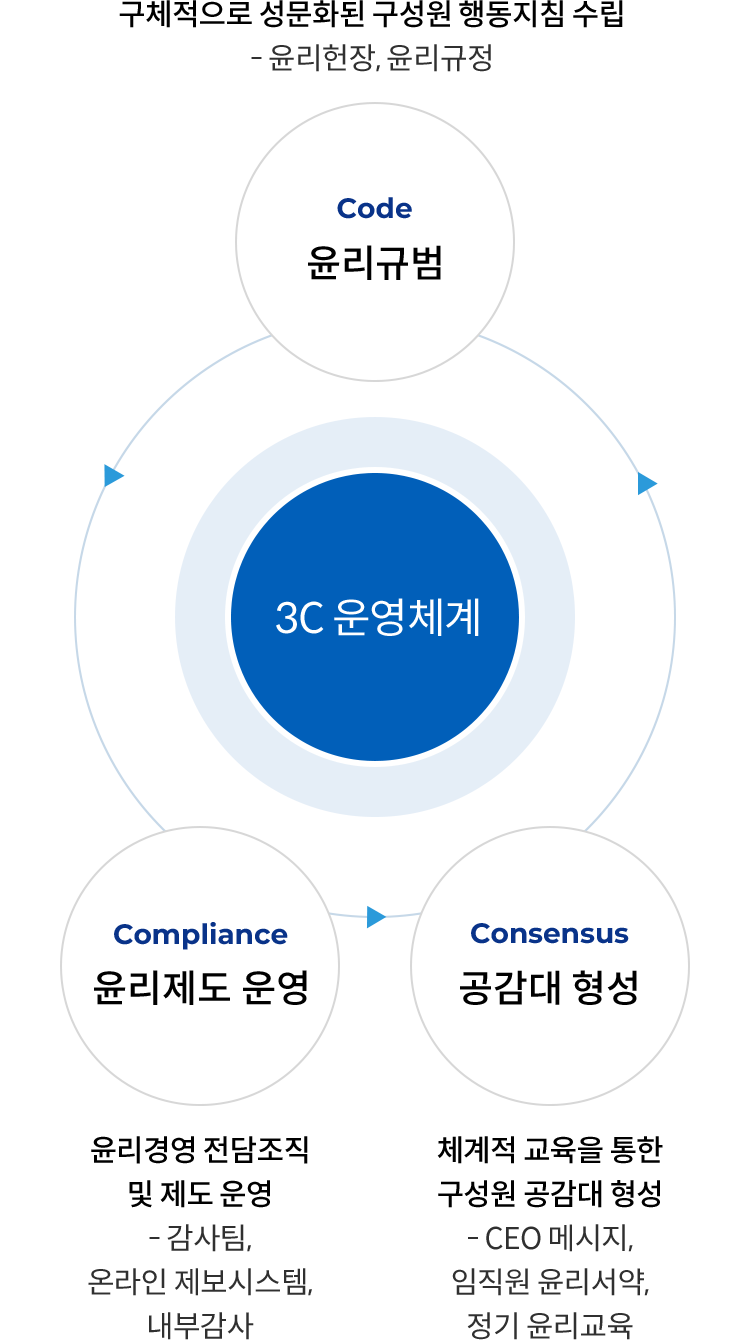 구체적으로 성문화된 구성원 행동지침 수립
- 윤리헌장, 윤리규정
Code
윤리규범
3C 운영체계
Compliance
윤리제도 운영
Consensus
공감대 형성
윤리경영 전담조직
및 제도 운영
- 감사팀,
온라인 제보시스템,
내부감사
체계적 교육을 통한
구성원 공감대 형성
- CEO 메시지,
임직원 윤리서약,
정기 윤리교육